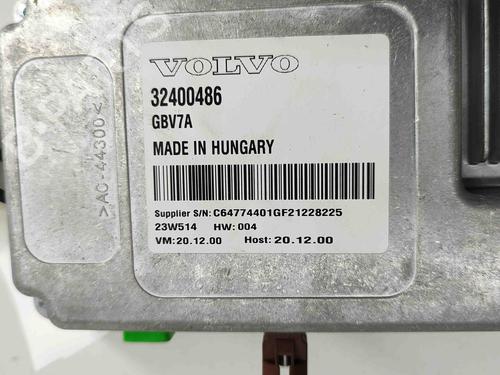 VOLVO
32400486
GBV7A
MADE IN HUNGARY
Supplier S/N: C64774401GF21228225
23W514 HW: 004
VM:20.12.00 Host: 20.12.00
>AC-44300<